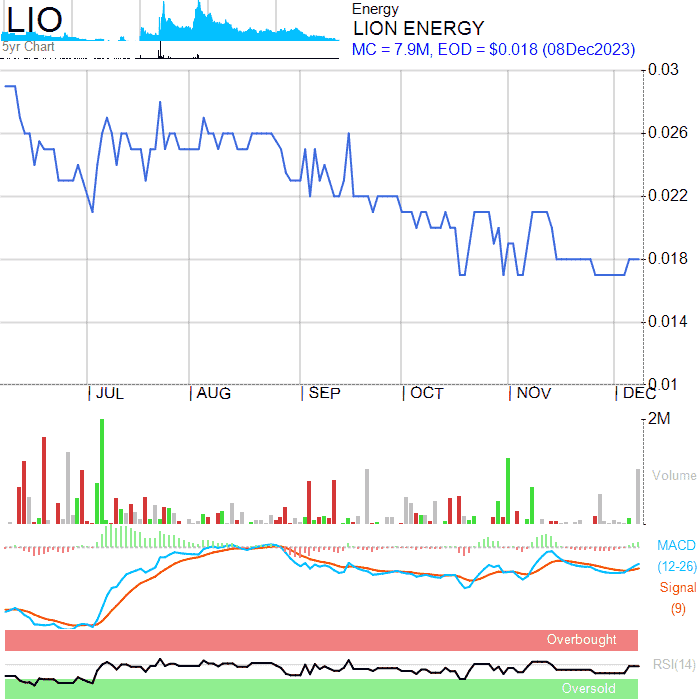 LIO
5yr Chart
Energy
LION ENERGY
MC = 7.9M, EOD = $0.018 (08Dec2023)
0.03
0.026
0.022
0.018
0.014
0.01
JUL AUG SEP OCT NOV DEC
2M
Volume
MACD
(12-26)
Signal
(9)
Overbought
RSI(14)
Oversold